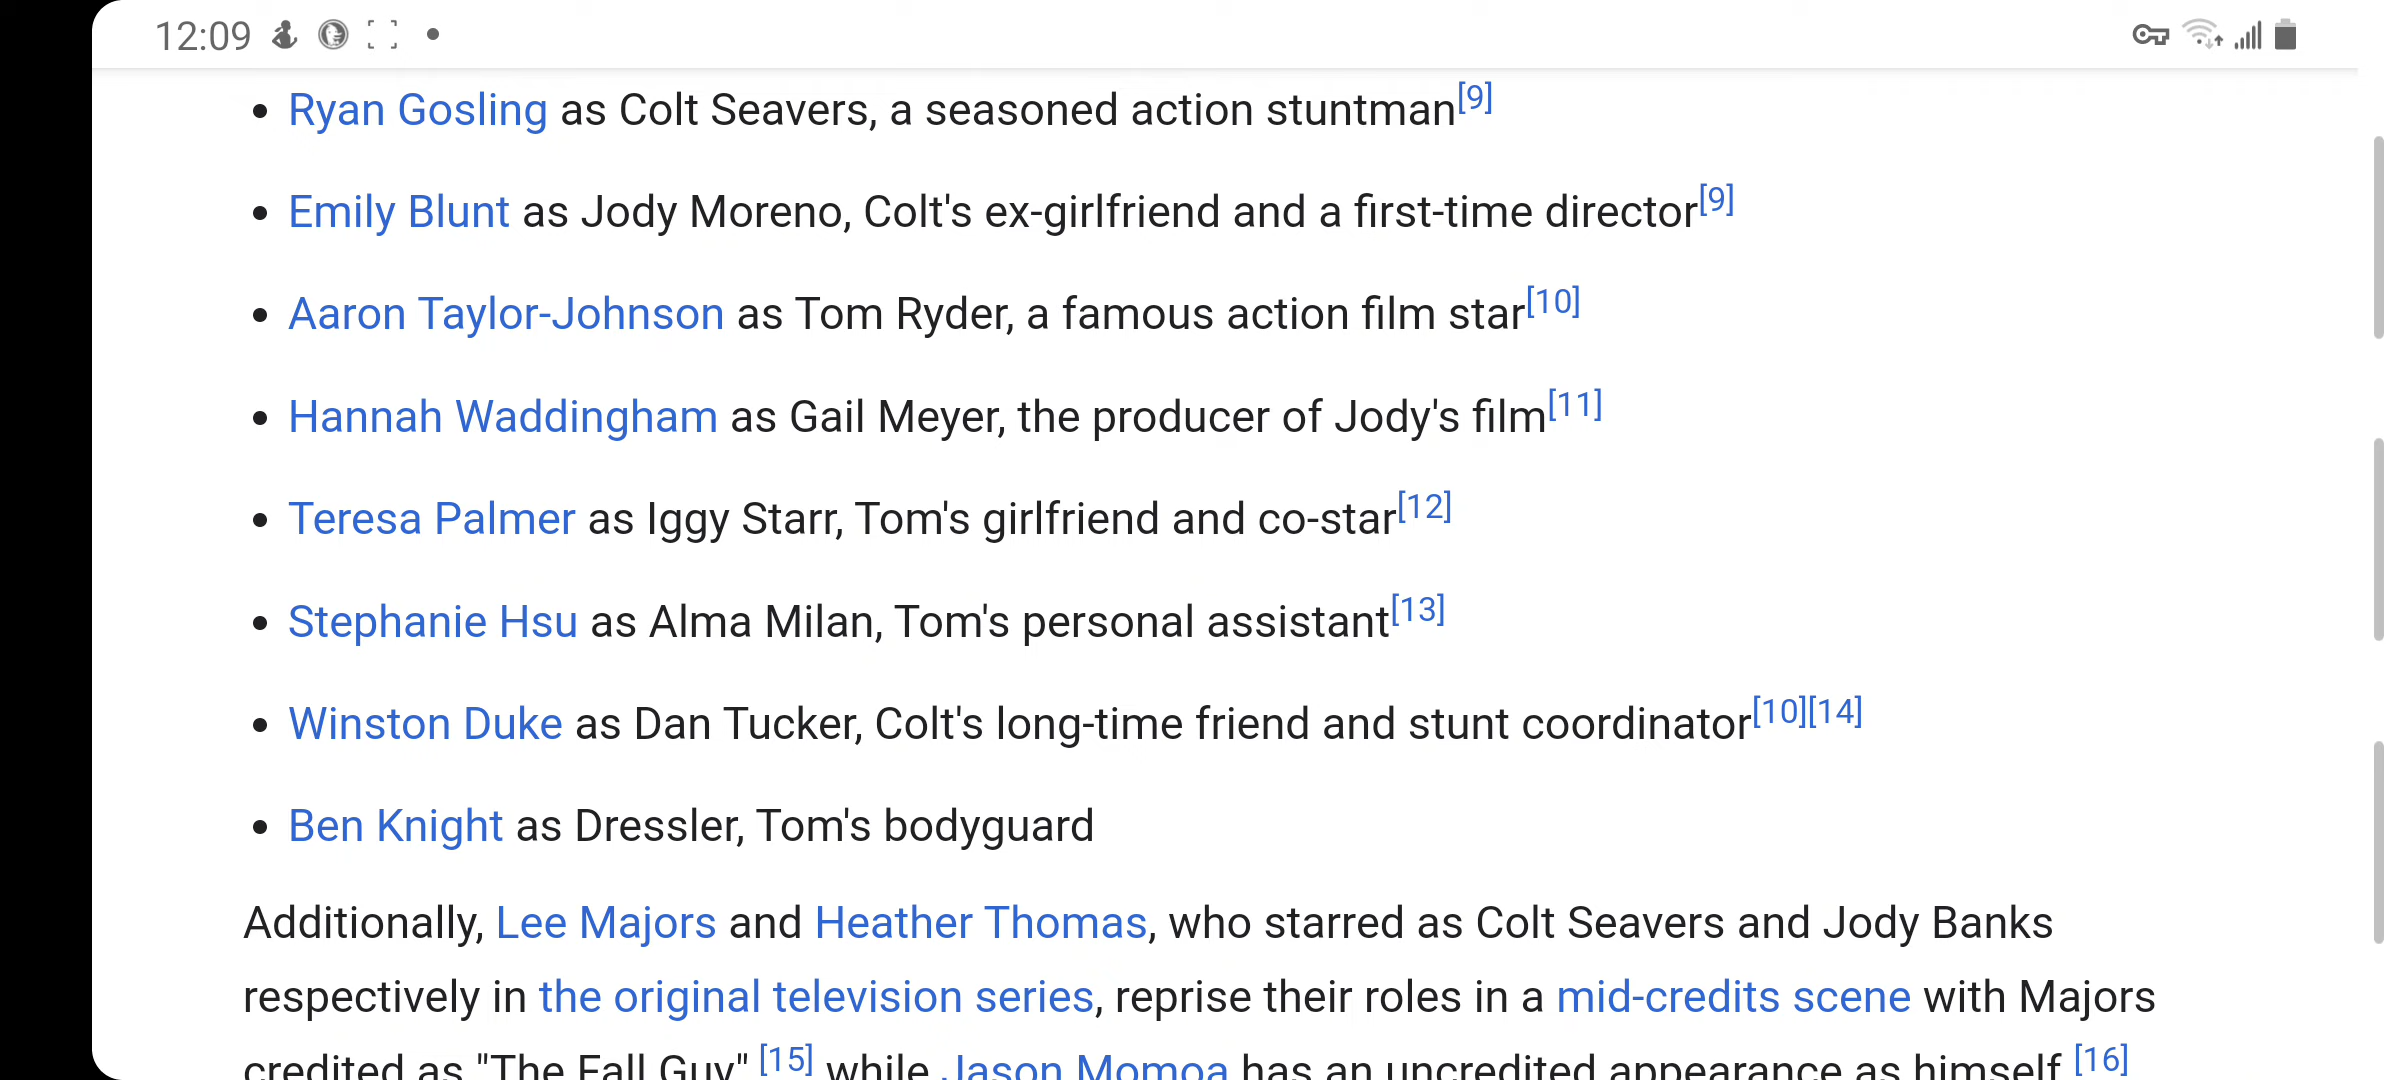 12:09
• Ryan Gosling as Colt Seavers, a seasoned action stuntman[9]
• Emily Blunt as Jody Moreno, Colt's ex-girlfriend and a first-time director[9]
• Aaron Taylor-Johnson as Tom Ryder, a famous action film star[10]
• Hannah Waddingham as Gail Meyer, the producer of Jody's film[11]
• Teresa Palmer as Iggy Starr, Tom's girlfriend and co-star[12]
• Stephanie Hsu as Alma Milan, Tom's personal assistant[13]
• Winston Duke as Dan Tucker, Colt's long-time friend and stunt coordinator[10][14]
• Ben Knight as Dressler, Tom's bodyguard
Additionally, Lee Majors and Heather Thomas, who starred as Colt Seavers and Jody Banks
respectively in the original television series, reprise their roles in a mid-credits scene with Majors
credited as "The Fall Guy" [15] while Jason Momoa has an uncredited appearance as himself [16]